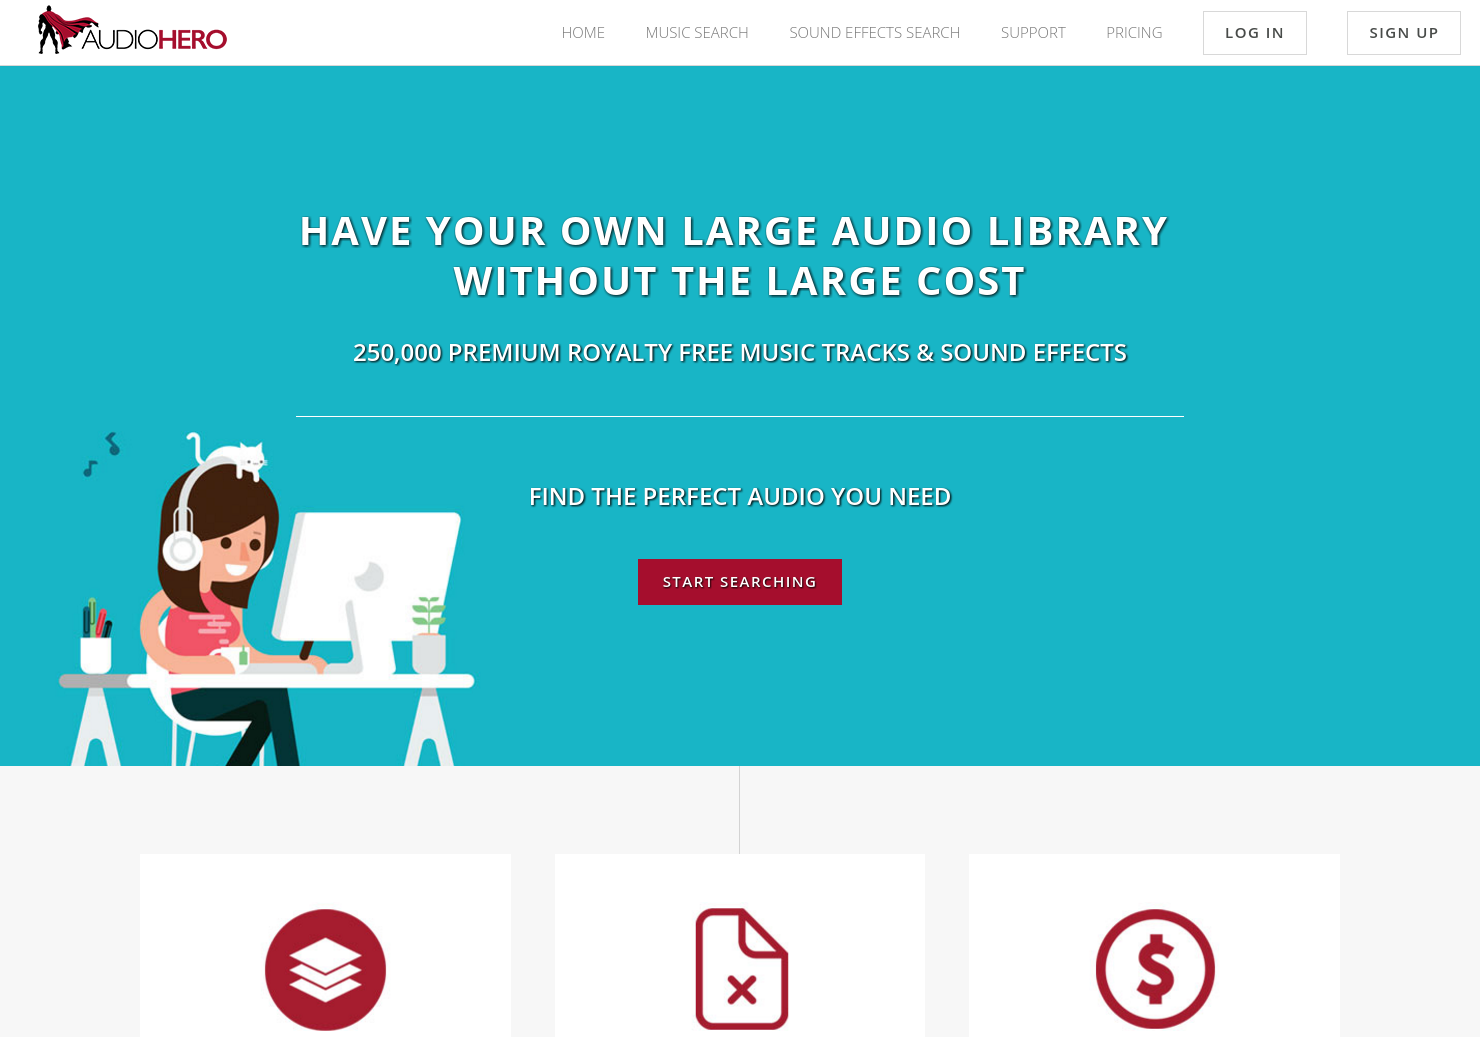 AUDIOHERO
HOME MUSIC SEARCH SOUND EFFECTS SEARCH SUPPORT PRICING LOG IN SIGN UP
HAVE YOUR OWN LARGE AUDIO LIBRARY
WITHOUT THE LARGE COST
250,000 PREMIUM ROYALTY FREE MUSIC TRACKS & SOUND EFFECTS
FIND THE PERFECT AUDIO YOU NEED
START SEARCHING